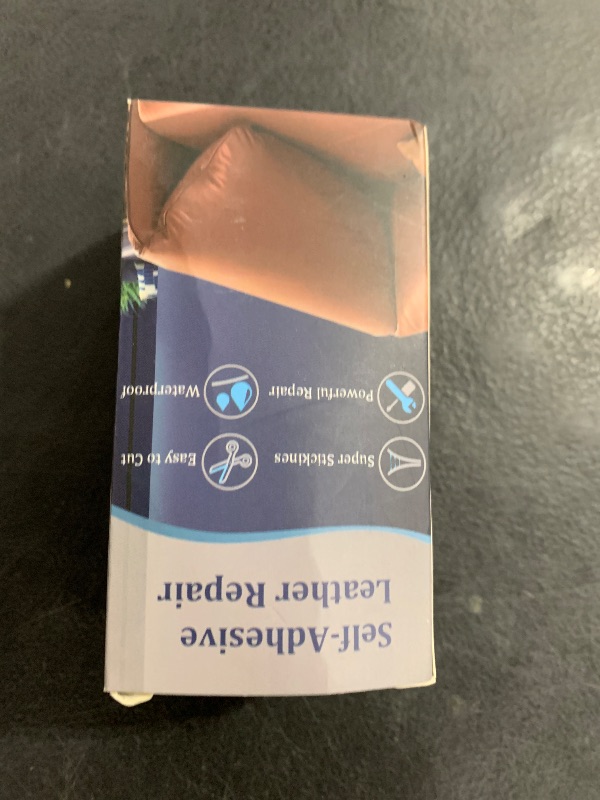 Self-Adhesive
Leather Repair
Super Stickines
Easy to Cut
Powerful Repair
Waterproof